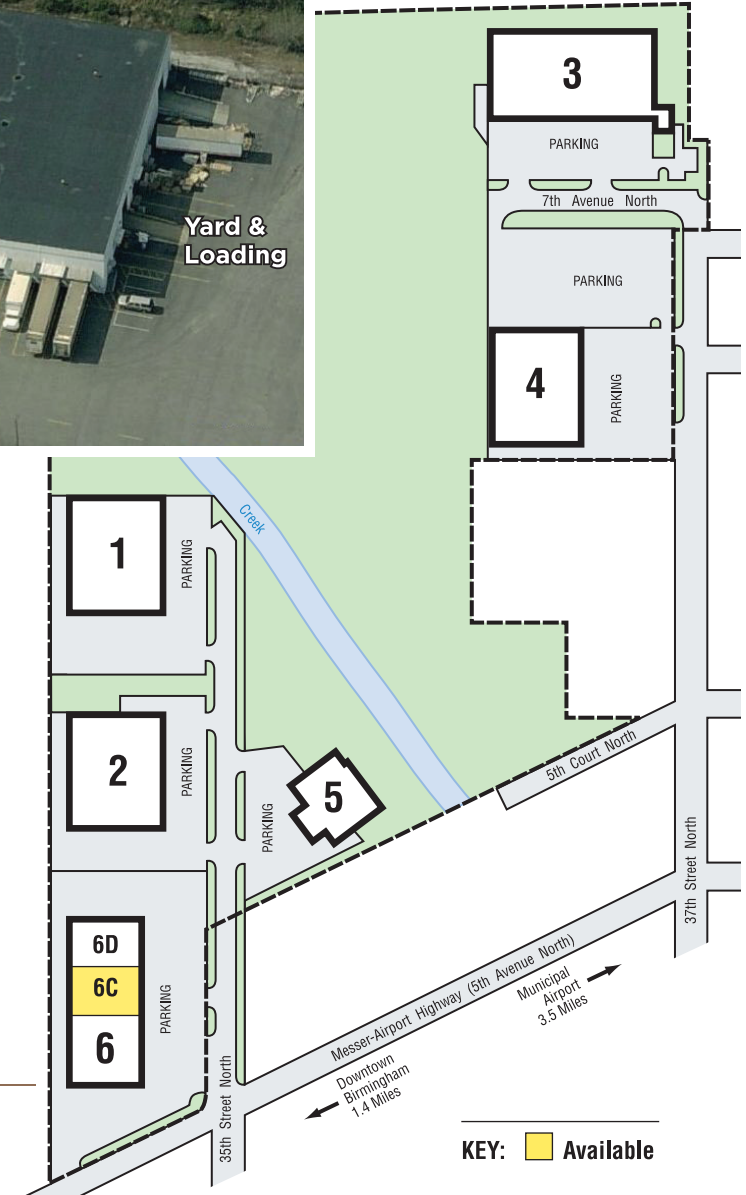 Yard &
Loading
3
PARKING
7th Avenue North
PARKING
4
PARKING
Creek
1
PARKING
2
PARKING
5
PARKING
5th Court North
37th Street North
6D
6C
6
PARKING
Messer-Airport Highway (5th Avenue North)
Municipal
Airport
3.5 Miles
Downtown
Birmingham
1.4 Miles
35th Street North
KEY: Available